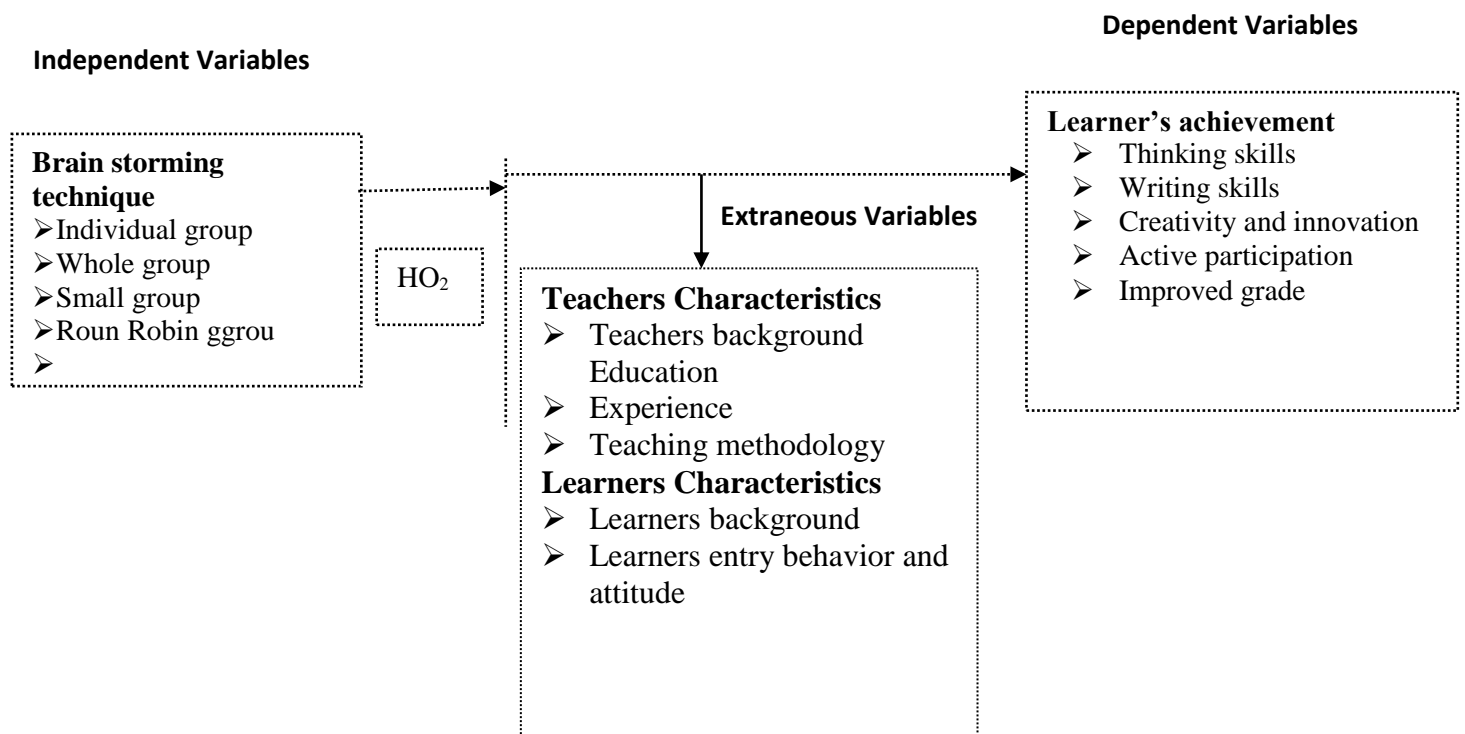 Independent Variables
Brain storming
technique
➢Individual group
➢Whole group
➢Small group
➢Roun Robin ggrou
➢
HO₂
Extraneous Variables
Teachers Characteristics
➢ Teachers background
Education
➢ Experience
➢ Teaching methodology
Learners Characteristics
➢ Learners background
➢ Learners entry behavior and
attitude
Dependent Variables
Learner’s achievement
➢ Thinking skills
➢ Writing skills
➢ Creativity and innovation
➢ Active participation
➢ Improved grade